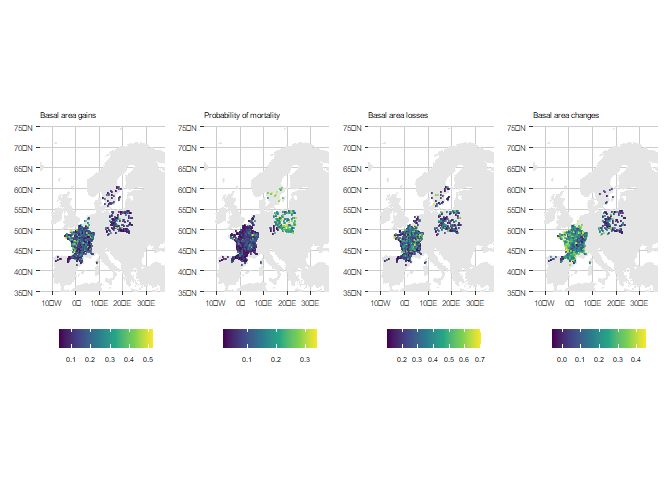 Basal area gains
75□N
70□N
65□N
60□N
55□N
50□N
45□N
40□N
35□N
10□W 0□ 10□E 20□E 30□E
0.1 0.2 0.3 0.4 0.5
Probability of mortality
75□N
70□N
65□N
60□N
55□N
50□N
45□N
40□N
35□N
10□W 0□ 10□E 20□E 30□E
0.1 0.2 0.3
Basal area losses
75□N
70□N
65□N
60□N
55□N
50□N
45□N
40□N
35□N
10□W 0□ 10□E 20□E 30□E
0.2 0.3 0.4 0.5 0.6 0.7
Basal area changes
75□N
70□N
65□N
60□N
55□N
50□N
45□N
40□N
35□N
10□W 0□ 10□E 20□E 30□E
0.0 0.1 0.2 0.3 0.4